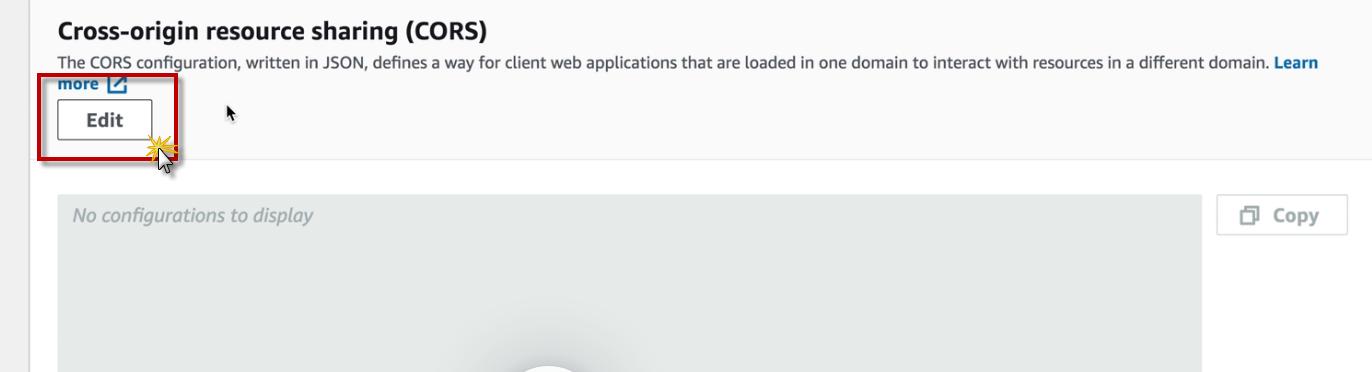 Cross-origin resource sharing (CORS)
The CORS configuration, written in JSON, defines a way for client web applications that are loaded in one domain to interact with resources in a different domain. Learn
more
Edit
No configurations to display
Copy